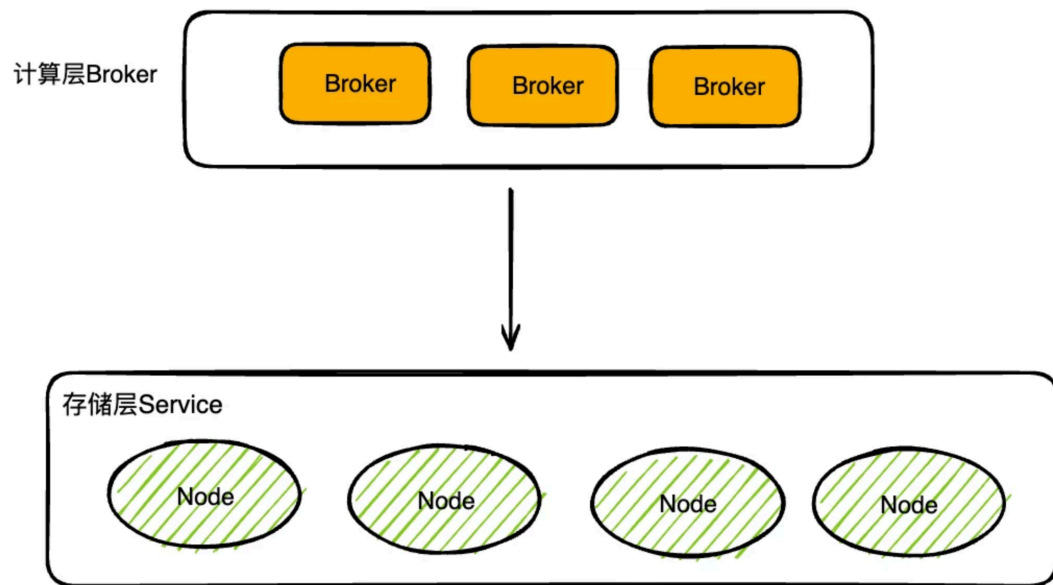 计算层Broker
Broker
Broker
Broker
存储层Service
Node
Node
Node
Node